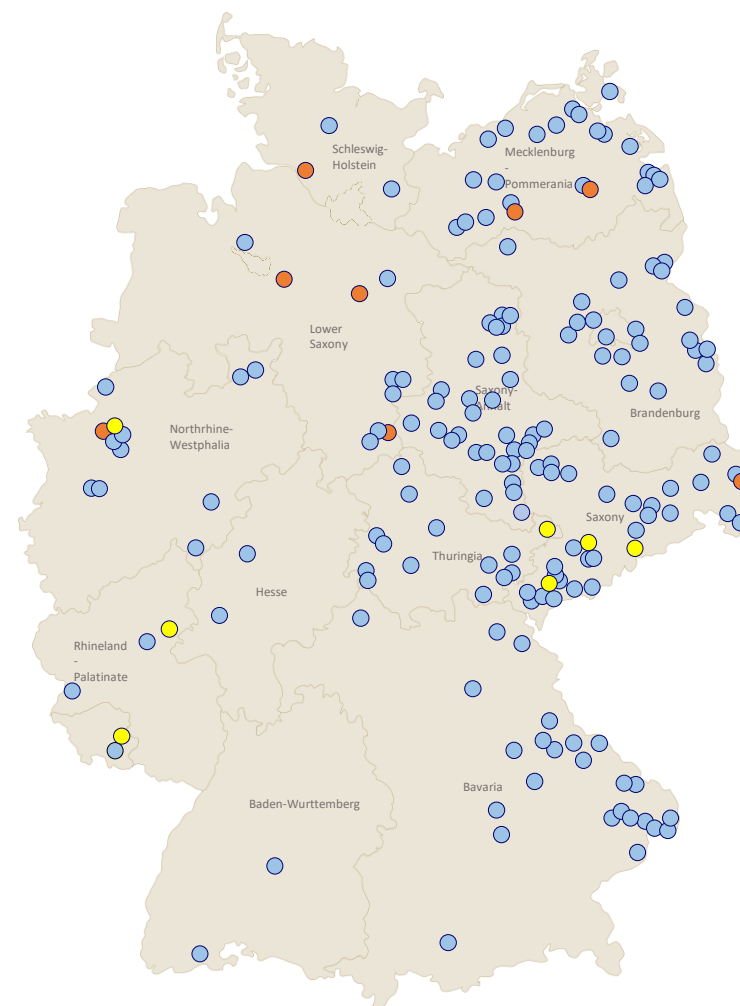 Schleswig-
Holstein
Mecklenburg
-
Pommerania
Lower
Saxony
Saxony-
Anhalt
Brandenburg
Northrhine-
Westphalia
Saxony
Thuringia
Hesse
Rhineland
-
Palatinate
Bavaria
Baden-Wurttemberg